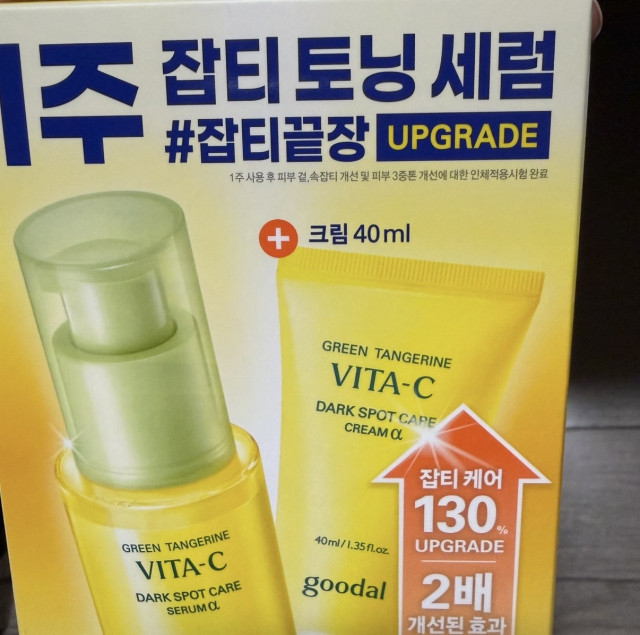 1주 잡티 토닝 세럼
#잡티끝장 UPGRADE
1주 사용 후 피부 겉,속잡티 개선 및 피부 3중톤 개선에 대한 인체적용시험 완료
+ 크림 40ml
GREEN TANGERINE
VITA-C
DARK SPOT CARE
CREAM α
40ml/1.35fl.oz.
goodal
잡티 케어
130%
UPGRADE
2배
개선된 효과
GREEN TANGERINE
VITA-C
DARK SPOT CARE
SERUM α